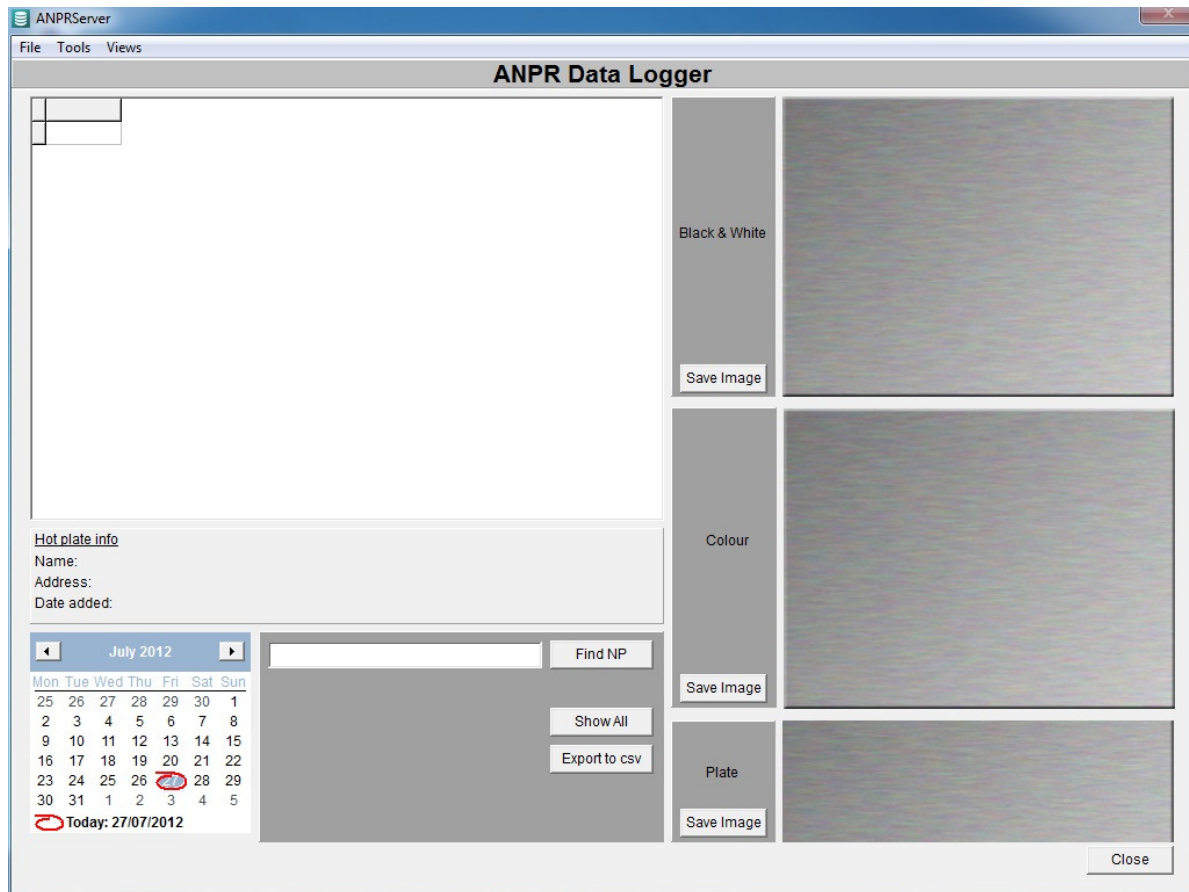 ANPRServer
File Tools Views
ANPR Data Logger
Black & White
Save Image
Colour
Save Image
Plate
Save Image
Hot plate info
Name:
Address:
Date added:
July 2012
Mon Tue Wed Thu Fri Sat Sun
25 26 27 28 29 30 1
2 3 4 5 6 7 8
9 10 11 12 13 14 15
16 17 18 19 20 21 22
23 24 25 26 27 28 29
30 31 1 2 3 4 5
Today: 27/07/2012
Find NP
Show All
Export to csv
Close